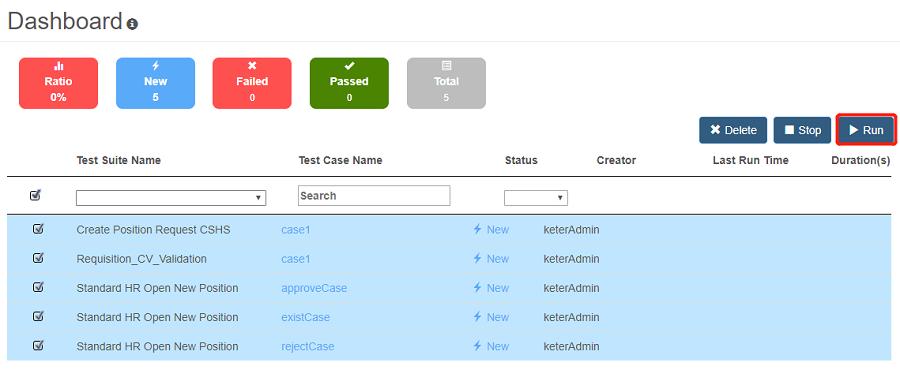 Dashboard
Ratio New Failed Passed Total
0% 5 0 0 5
Delete Stop Run
Test Suite Name Test Case Name Status Creator Last Run Time Duration(s)
Search
Create Position Request CSHS case1 New keterAdmin
Requisition_CV_Validation case1 New keterAdmin
Standard HR Open New Position approveCase New keterAdmin
Standard HR Open New Position existCase New keterAdmin
Standard HR Open New Position rejectCase New keterAdmin